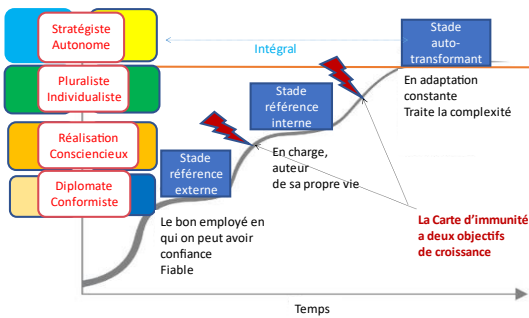 Stratégiste
Autonome
Pluraliste
Individualiste
Réalisation
Consciencieux
Diplomate
Conformiste
Intégral
Stade
auto-
transformant
En adaptation
constante
Traite la complexité
Stade
référence
interne
En charge,
auteur
de sa propre vie
Stade
référence
externe
Le bon employé en
qui on peut avoir
confiance
Fiable
La Carte d'immunité
a deux objectifs
de croissance
Temps